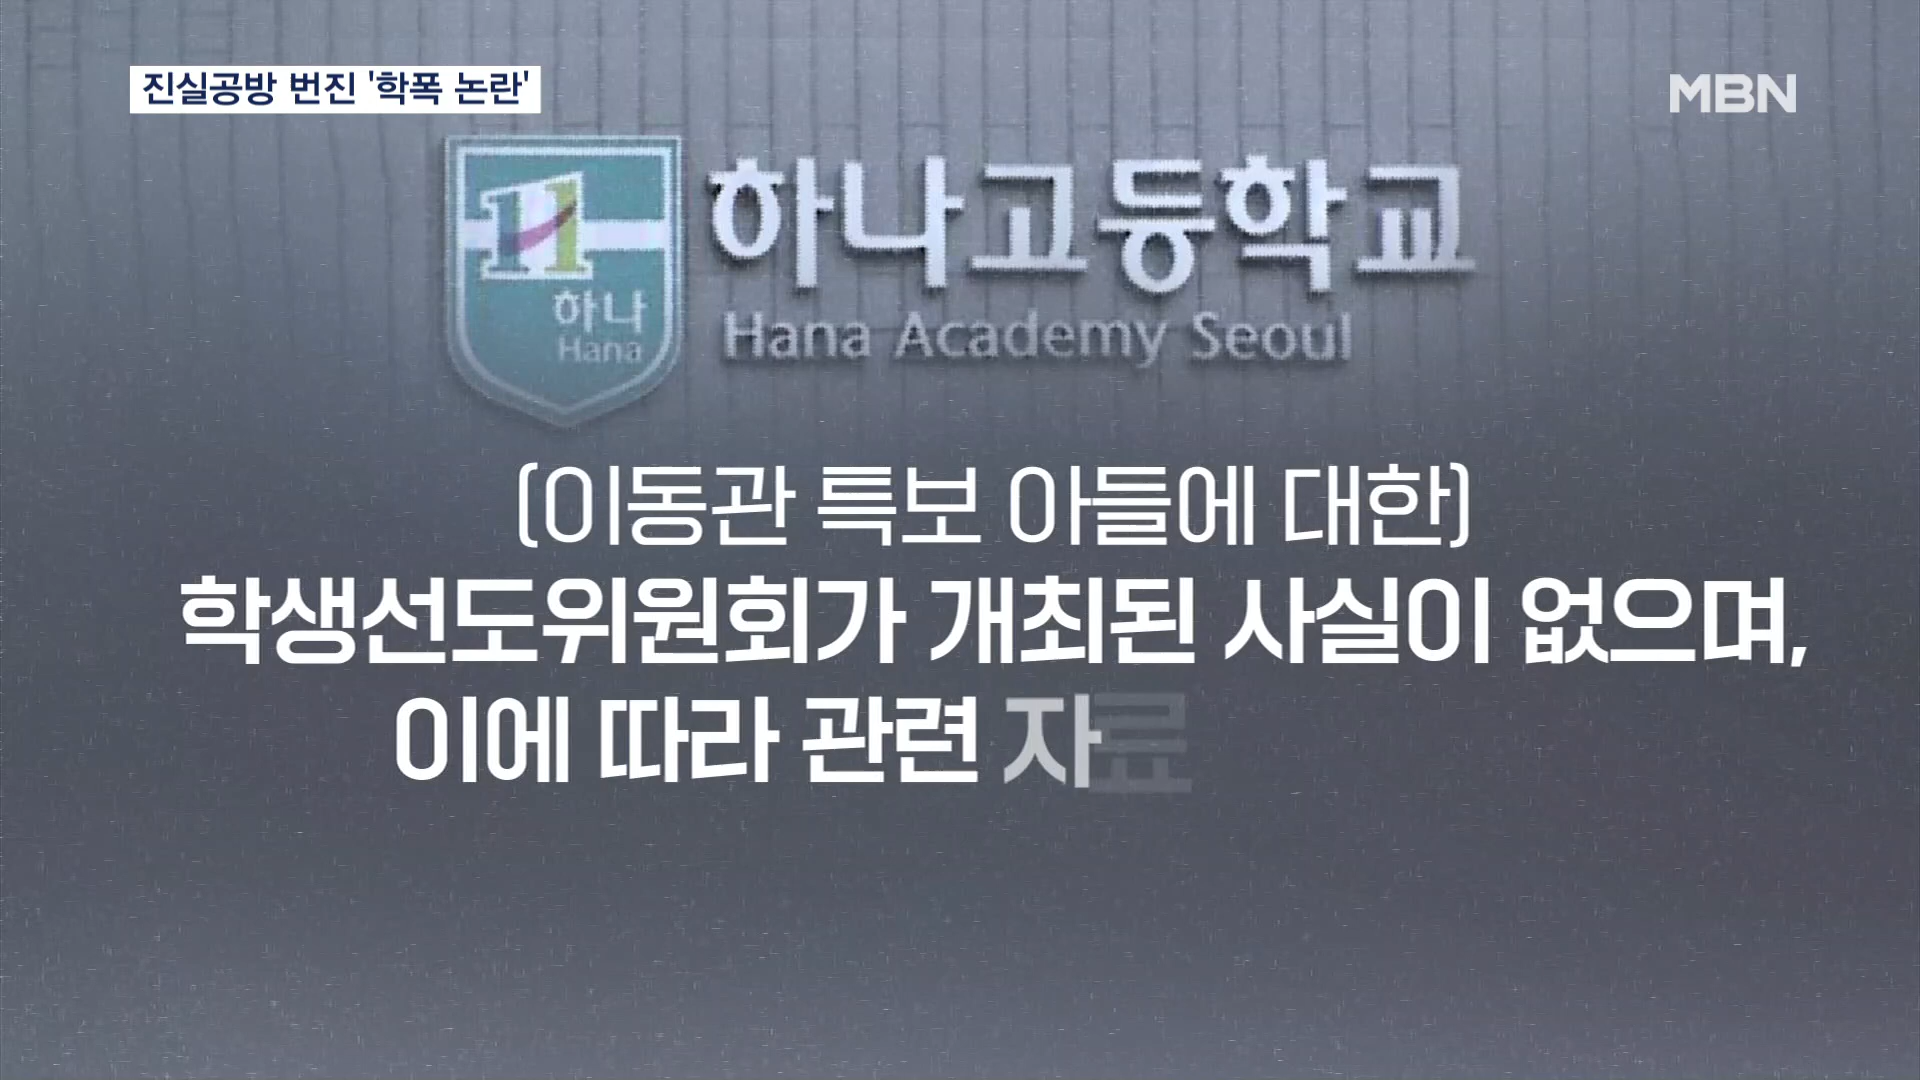 진실공방 번진 '학폭 논란'
MBN
하나고등학교
Hana Academy Seoul
하나
Hana
(이동관 특보 아들에 대한)
학생선도위원회가 개최된 사실이 없으며,
이에 따라 관련 자료